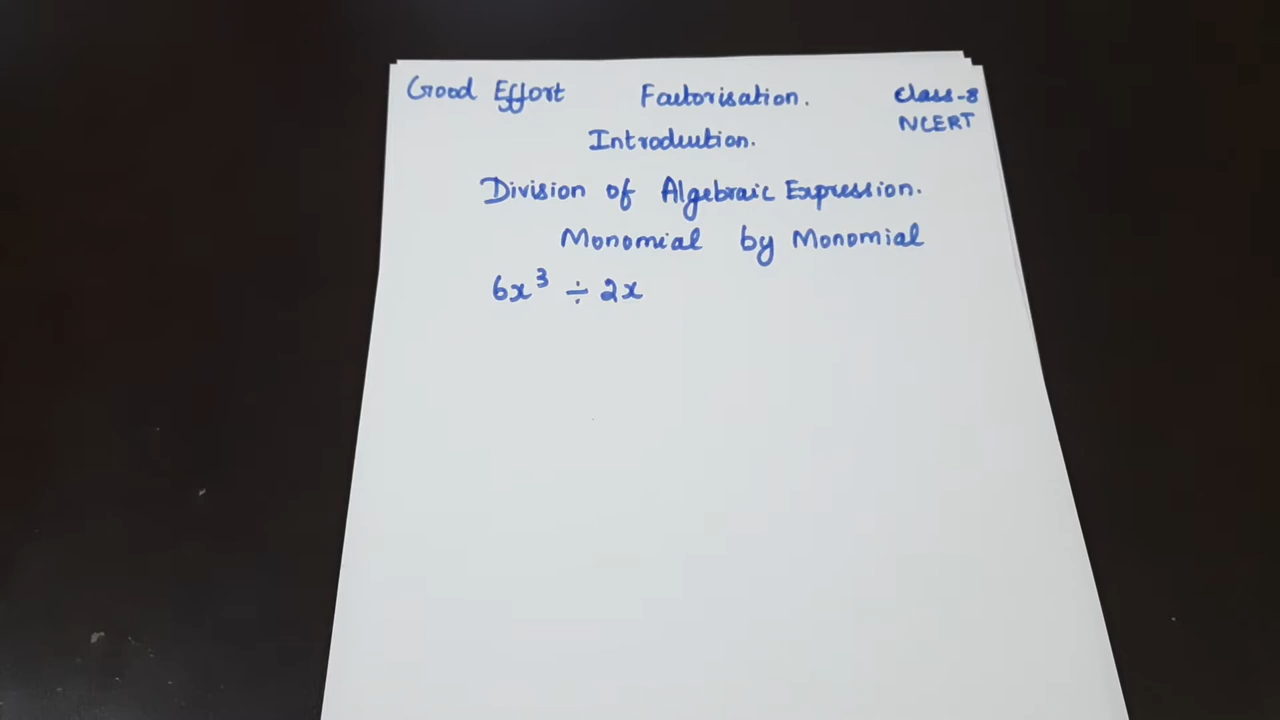 Good Effort Factorisation. Class-8
NCERT
Introduction.
Division of Algebraic Expression.
Monomial by Monomial
6x³ ÷ 2x